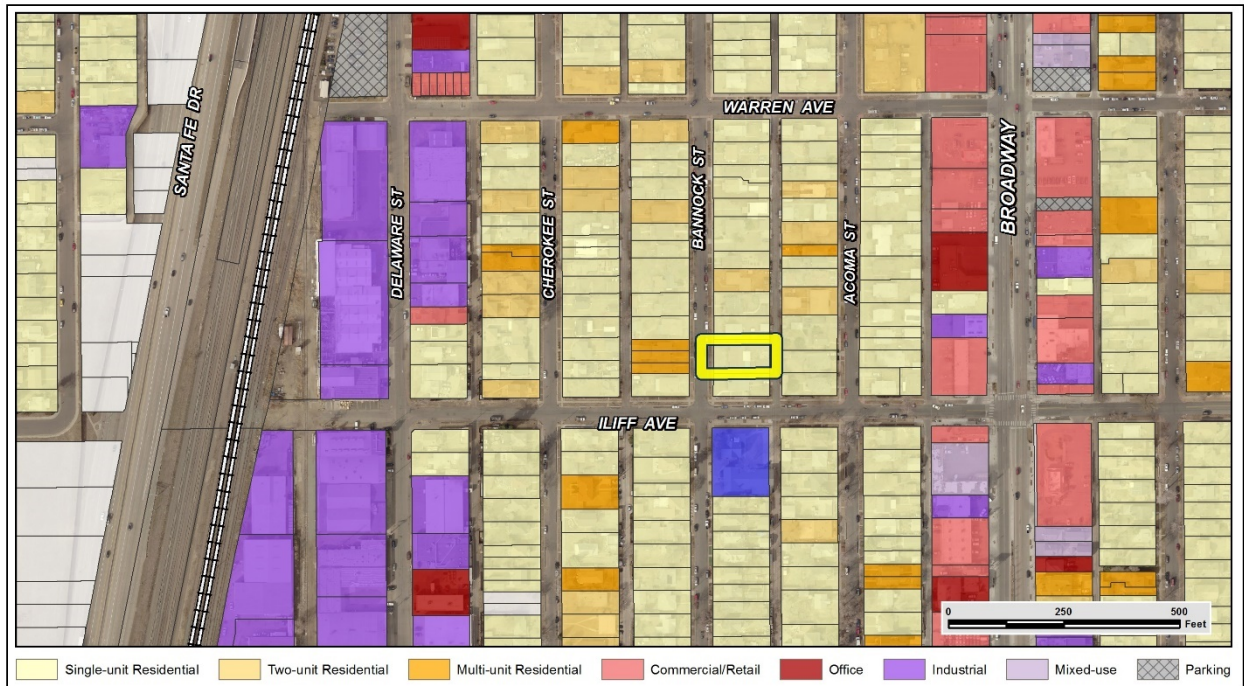 WARREN AVE
SANTA FE DR
DELAWARE ST
CHEROKEE ST
BANNOCK ST
ACOMA ST
BROADWAY
ILIFF AVE
0 250 500
Feet
Single-unit Residential Two-unit Residential Multi-unit Residential Commercial/Retail Office Industrial Mixed-use Parking